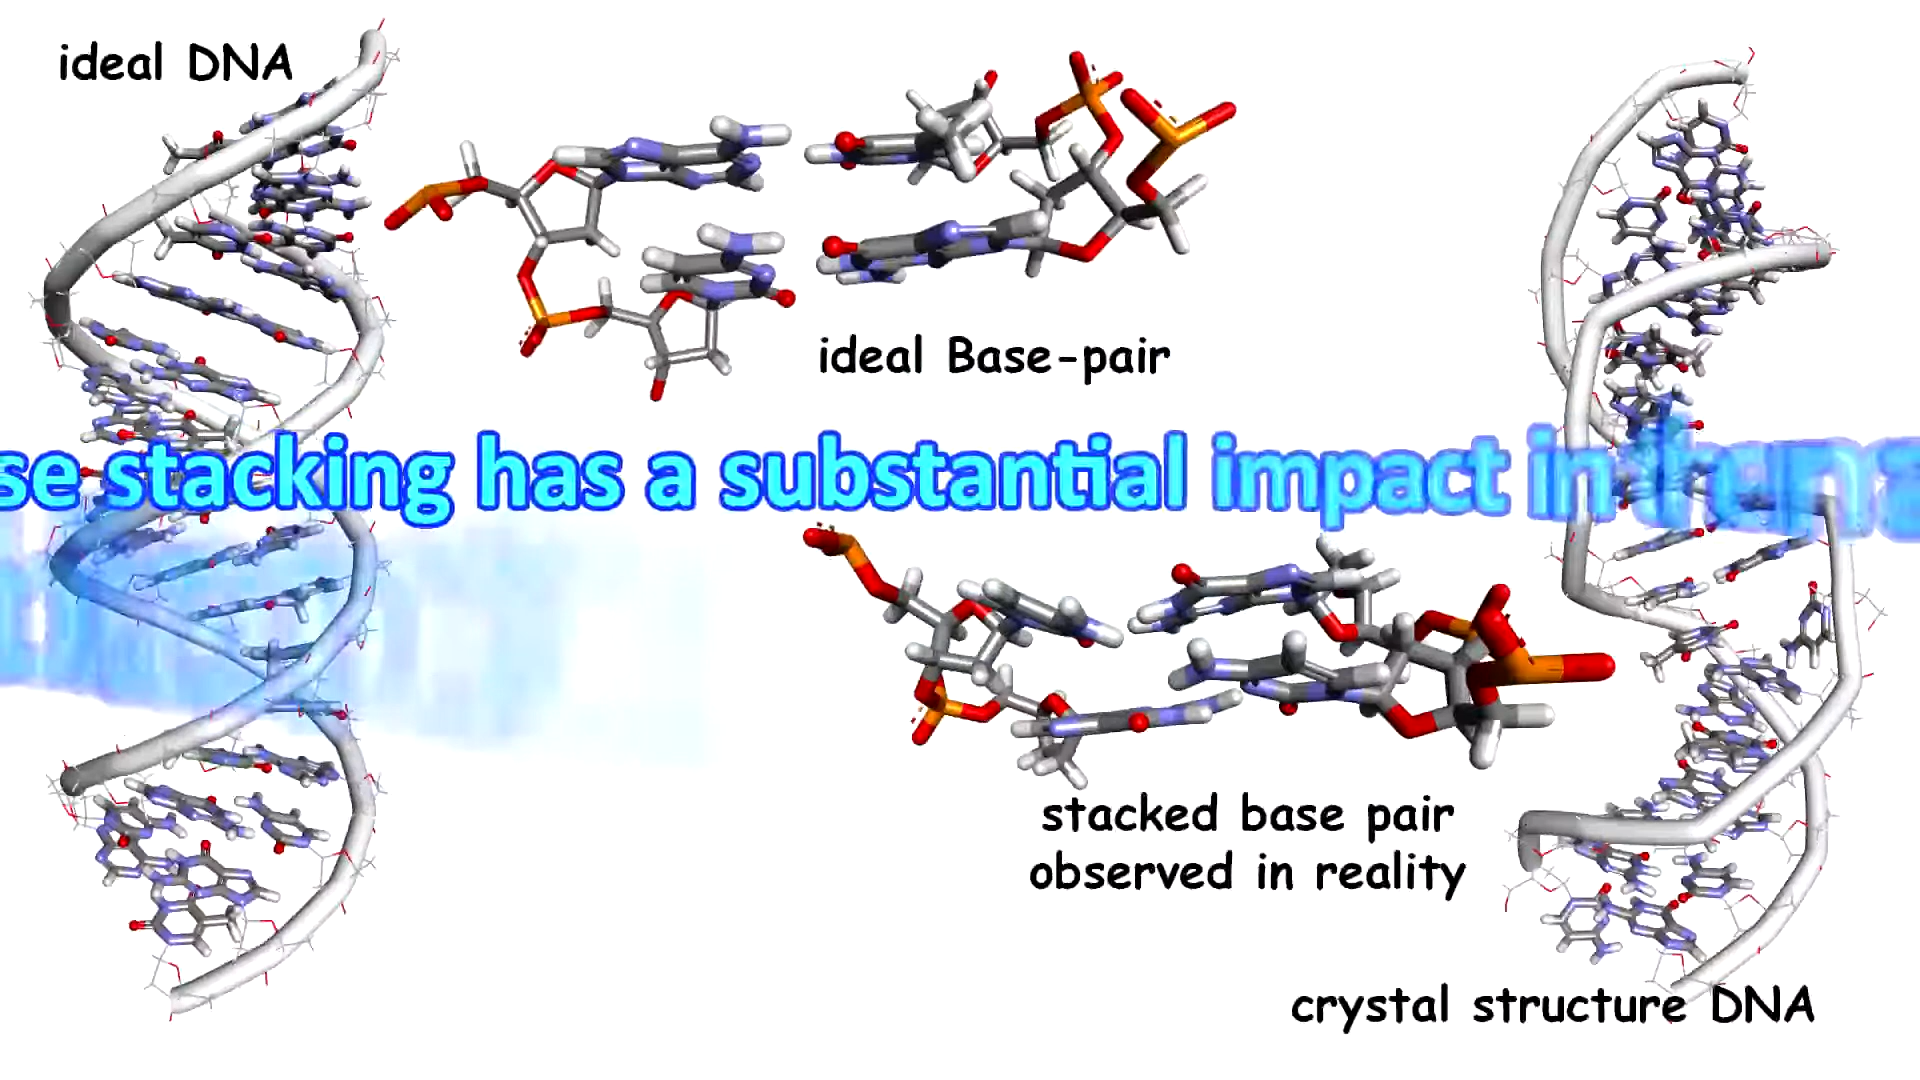 ideal DNA
ideal Base-pair
se stacking has a substantial impact in
stacked base pair
observed in reality
crystal structure DNA